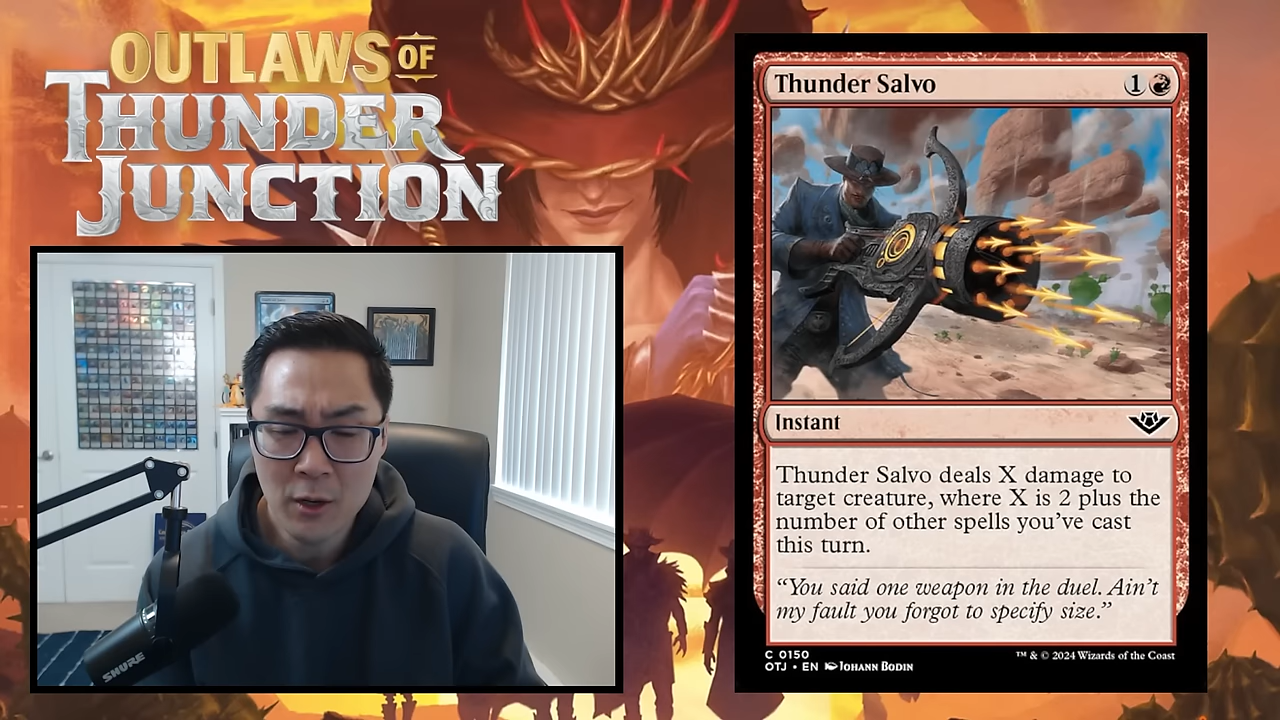 OUTLAWS OF
THUNDER
JUNCTION
SHURE
Thunder Salvo
1
Instant
Thunder Salvo deals X damage to
target creature, where X is 2 plus the
number of other spells you've cast
this turn.
“You said one weapon in the duel. Ain't
my fault you forgot to specify size.”
C 0150
OTJ • EN JOHANN BODIN
™ & © 2024 Wizards of the Coast